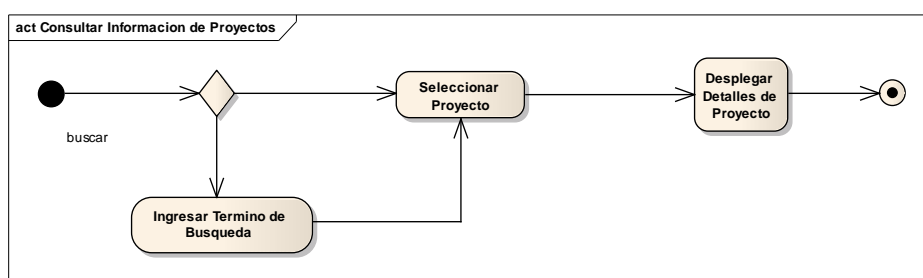 act Consultar Informacion de Proyectos
Seleccionar
Proyecto
Desplegar
Detalles de
Proyecto
buscar
Ingresar Termino de
Busqueda